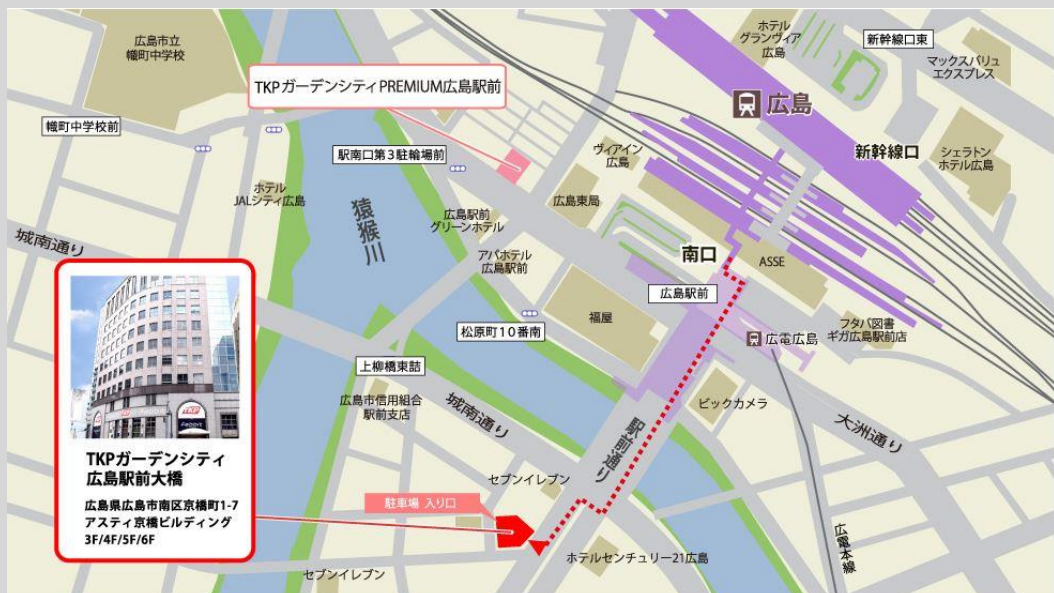 広島市立
幟町中学校
TKPガーデンシティPREMIUM広島駅前
ホテル
グランヴィア
広島
新幹線口東
マックスバリュ
エクスプレス
広島
幟町中学校前
駅南口第3駐輪場前
ヴィアイン
広島
新幹線口
シェラトン
ホテル広島
ホテル
JALシティ広島
猿猴川
広島駅前
グリーンホテル
広島東局
城南通り
アパホテル
広島駅前
南口
ASSE
広島駅前
福屋
松原町10番南
広電広島
フタバ図書
ギガ広島駅前店
上柳橋東詰
広島市信用組合
駅前支店
城南通り
ビックカメラ
大洲通り
駅前通り
TKP
TKPガーデンシティ
広島駅前大橋
広島県広島市南区京橋町1-7
アスティ京橋ビルディング
3F/4F/5F/6F
セブンイレブン
駐車場 入り口
広電本線
ホテルセンチュリー21広島
セブンイレブン